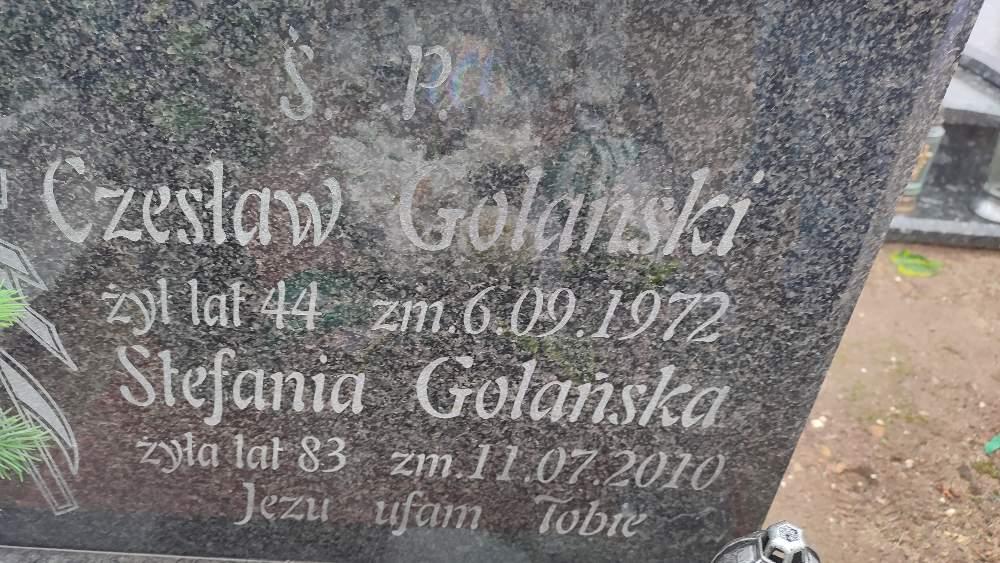 Ś. P.
Czesław Golański
żył lat 44 zm.6.09.1972
Stefania Golańska
żyła lat 83 zm.11.07.2010
Jezu ufam Tobie